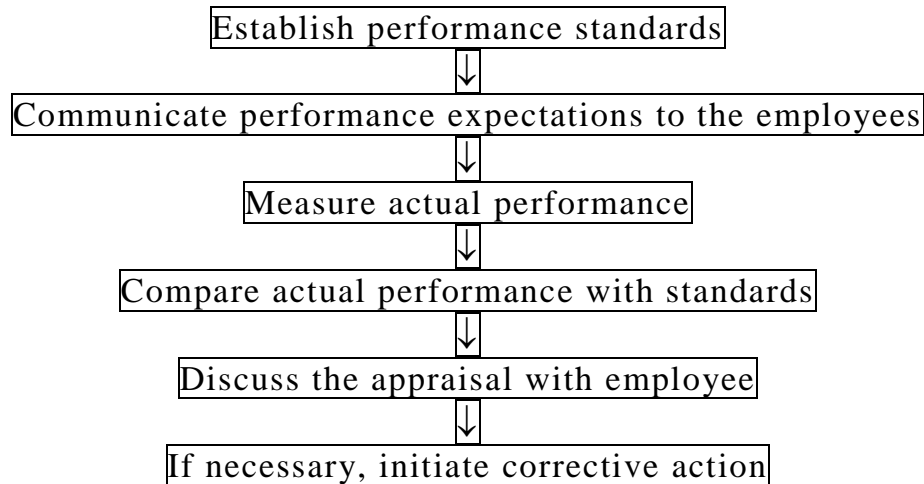 Establish performance standards
↓
Communicate performance expectations to the employees
↓
Measure actual performance
↓
Compare actual performance with standards
↓
Discuss the appraisal with employee
↓
If necessary, initiate corrective action